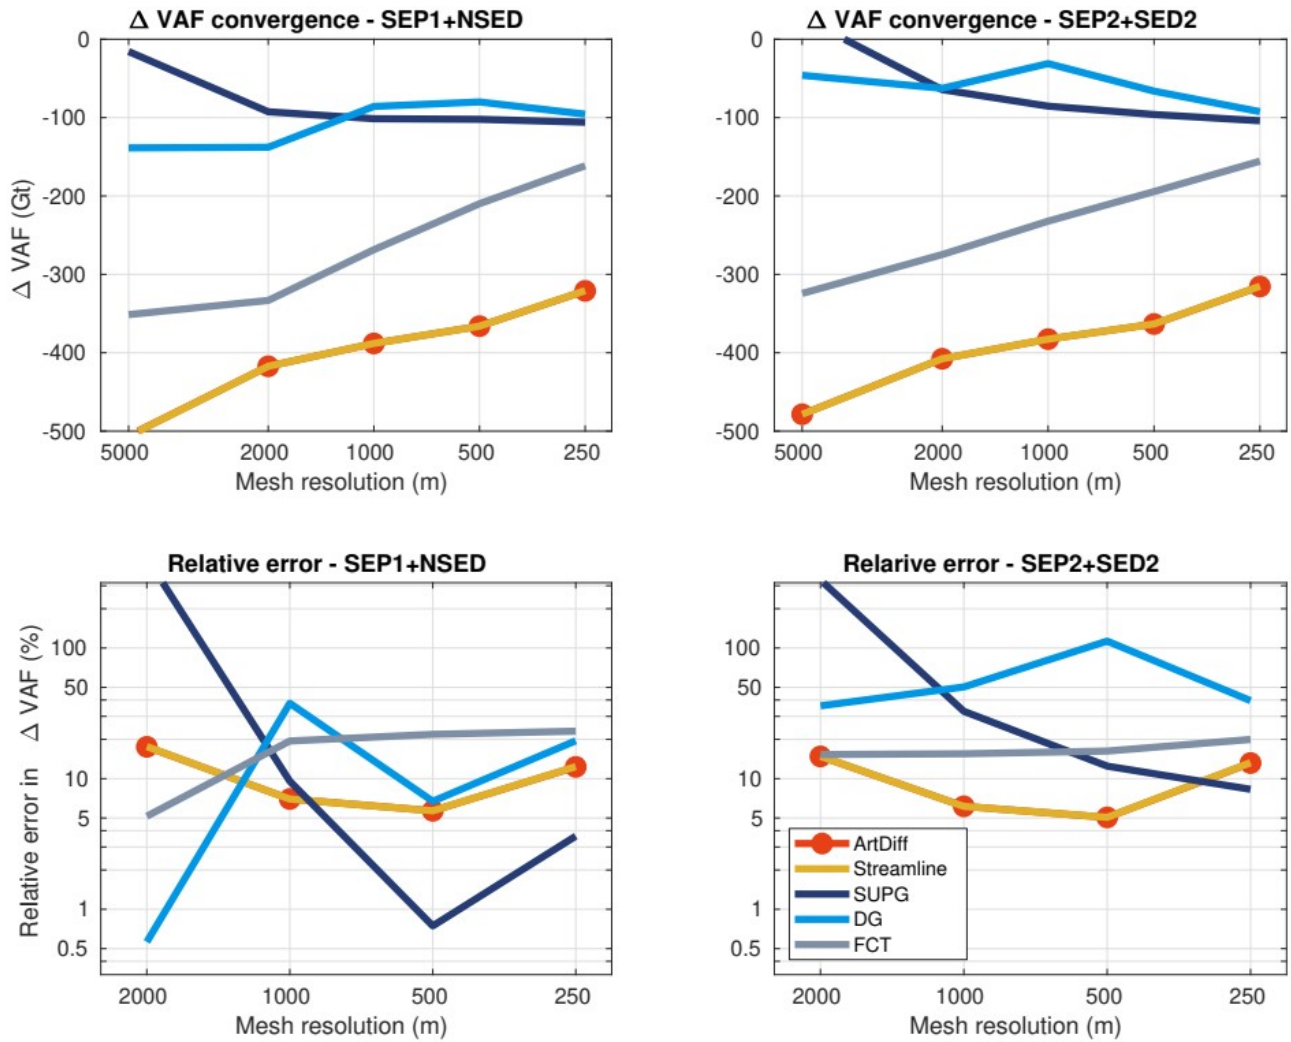 Δ VAF convergence - SEP1+NSED
Δ VAF (Gt)
0
-100
-200
-300
-400
-500
5000 2000 1000 500 250
Mesh resolution (m)
Δ VAF convergence - SEP2+SED2
0
-100
-200
-300
-400
-500
5000 2000 1000 500 250
Mesh resolution (m)
Relative error - SEP1+NSED
Relative error in Δ VAF (%)
100
50
10
5
1
0.5
2000 1000 500 250
Mesh resolution (m)
Relarive error - SEP2+SED2
100
50
10
5
1
0.5
ArtDiff
Streamline
SUPG
DG
FCT
2000 1000 500 250
Mesh resolution (m)